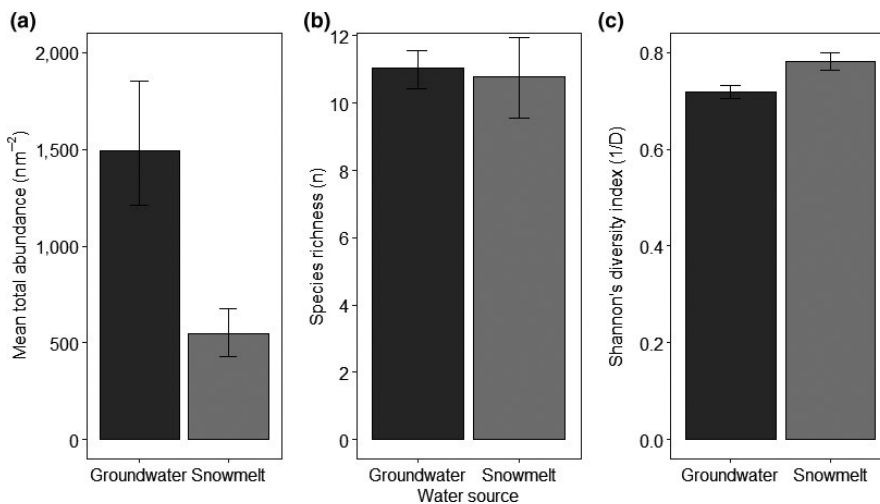 (a)
Mean total abundance (nm−2)
2,000
1,500
1,000
500
0
Groundwater Snowmelt
(b)
Species richness (n)
12
10
8
6
4
2
0
Groundwater Snowmelt
Water source
(c)
Shannon's diversity index (1/D)
0.8
0.6
0.4
0.2
0.0
Groundwater Snowmelt